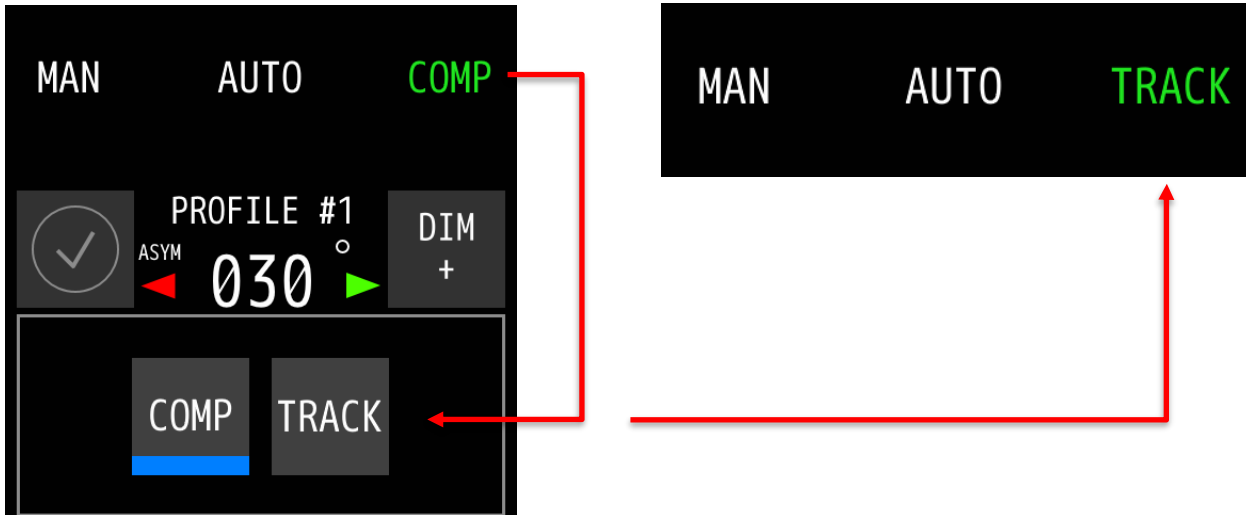 MAN AUTO COMP
PROFILE #1
ASYM
030°
DIM
+
COMP TRACK
MAN AUTO TRACK